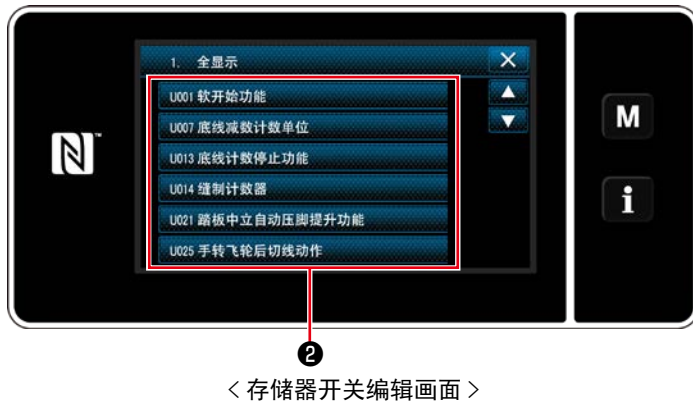 1. 全显示
U001 软开始功能
U007 底线减数计数单位
U013 底线计数停止功能
U014 缝制计数器
U021 踏板中立自动压脚提升功能
U025 手转飞轮后切线动作
M
i
❷
<存储器开关编辑画面>